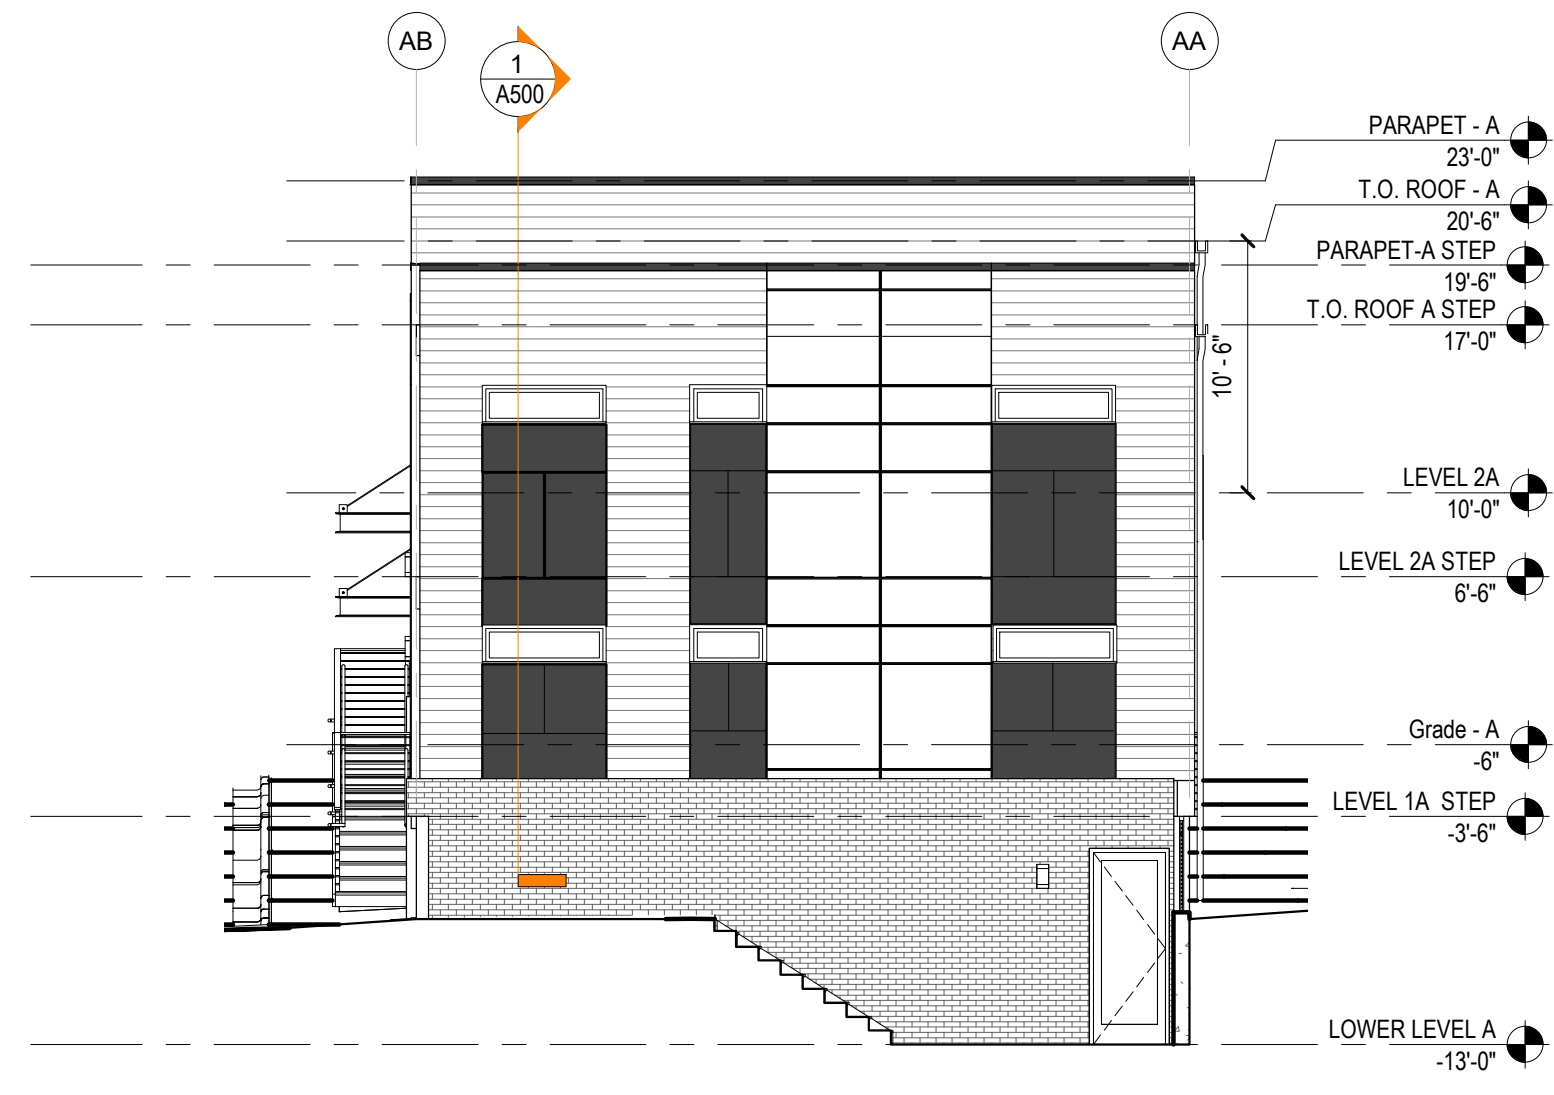 AB
AA
1
A500
PARAPET - A
23'-0"
T.O. ROOF - A
20'-6"
PARAPET-A STEP
19'-6"
T.O. ROOF A STEP
17'-0"
10' - 6"
LEVEL 2A
10'-0"
LEVEL 2A STEP
6'-6"
Grade - A
-6"
LEVEL 1A STEP
-3'-6"
LOWER LEVEL A
-13'-0"